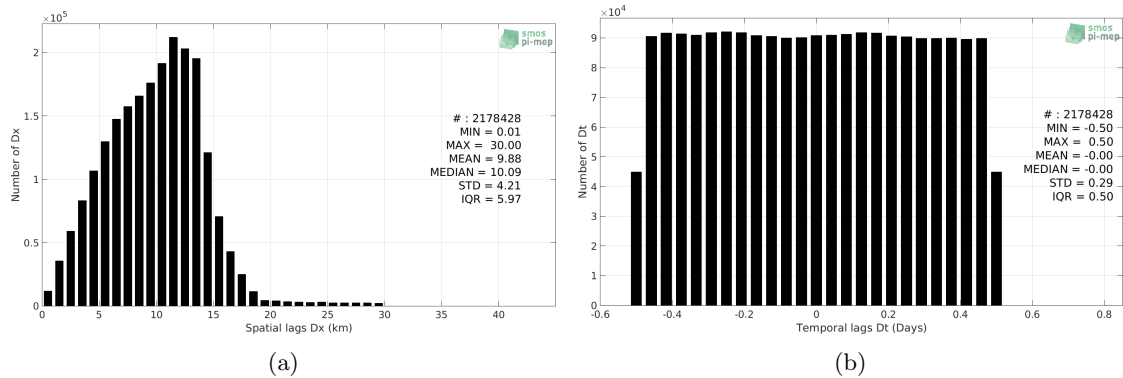 ×10⁵
smos
pi-mep
2
1.5
1
0.5
0
Number of Dx
# : 2178428
MIN = 0.01
MAX = 30.00
MEAN = 9.88
MEDIAN = 10.09
STD = 4.21
IQR = 5.97
0 5 10 15 20 25 30 35 40
Spatial lags Dx (km)
(a)
×10⁴
smos
pi-mep
9
8
7
6
5
4
3
2
1
0
Number of Dt
# : 2178428
MIN = -0.50
MAX = 0.50
MEAN = -0.00
MEDIAN = -0.00
STD = 0.29
IQR = 0.50
-0.6 -0.4 -0.2 0 0.2 0.4 0.6 0.8
Temporal lags Dt (Days)
(b)